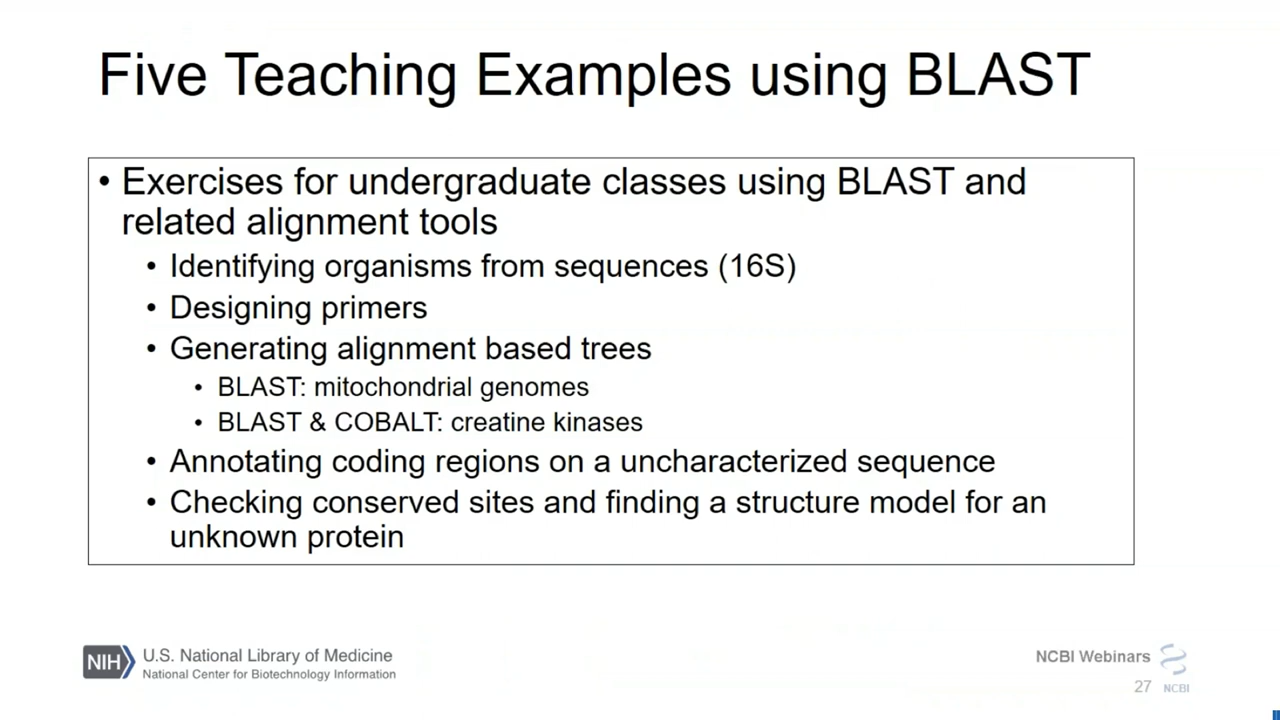 Five Teaching Examples using BLAST
• Exercises for undergraduate classes using BLAST and
related alignment tools
• Identifying organisms from sequences (16S)
• Designing primers
• Generating alignment based trees
• BLAST: mitochondrial genomes
• BLAST & COBALT: creatine kinases
• Annotating coding regions on a uncharacterized sequence
• Checking conserved sites and finding a structure model for an
unknown protein
NIH U.S. National Library of Medicine
National Center for Biotechnology Information
NCBI Webinars
27 NCBI